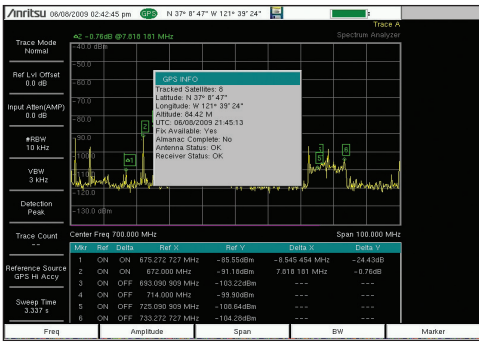 Anritsu 06/08/2009 02:42:45 pm GPS N 37° 8' 47" W 121° 39' 24"
Trace A
Spectrum Analyzer
Δ2 -0.76dB @7.818 181 MHz
Trace Mode
Normal
Ref Lvl Offset
0.0 dB
Input Atten(AMP)
0.0 dB
#RBW
10 kHz
VBW
3 kHz
Detection
Peak
Trace Count
--
Reference Source
GPS Hi Accy
Sweep Time
3.337 s
-40.0 dBm
-50.0
-60.0
-70.0
-90.0
-100.0
-110.0
-120.0
-130.0 dBm
GPS INFO
Tracked Satellites: 8
Latitude: N 37° 8' 47"
Longitude: W 121° 39' 24"
Altitude: 84.42 M
UTC: 06/08/2009 21:45:13
Fix Available: Yes
Almanac Complete: No
Antenna Status: OK
Receiver Status: OK
2
Δ1
5
6
Center Freq 700.000 MHz
Span 100.000 MHz
Mkr Ref Delta Ref X Ref Y Delta X Delta Y
1 ON ON 675.272 727 MHz -85.55dBm -8.545 454 MHz -24.43dB
2 ON ON 672.000 MHz -91.18dBm 7.818 181 MHz -0.76dB
3 ON OFF 693.090 909 MHz -103.22dBm --- ---
4 ON OFF 714.000 MHz -99.90dBm --- ---
5 ON OFF 725.090 909 MHz -108.64dBm --- ---
6 ON OFF 733.272 727 MHz -104.28dBm --- ---
Freq Amplitude Span BW Marker